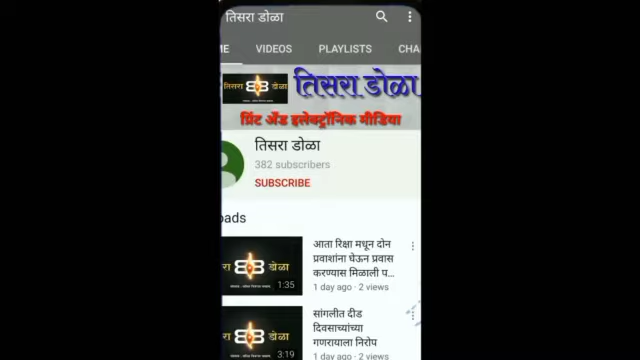 तिसरा डोळा
ME VIDEOS PLAYLISTS CHA
तिसरा डोळा तिसरा डोळा
प्रिंट अँड इलेक्ट्रॉनिक मीडिया
तिसरा डोळा
382 subscribers
SUBSCRIBE
oads
रा डोळा
1:35
आता रिक्षा मधून दोन
प्रवाशांना घेऊन प्रवास
करण्यास मिळाली प...
1 day ago · 2 views
रा डोळा
3:19
सांगलीत दीड
दिवसाच्यांच्या
गणरायाला निरोप
1 day ago · 2 views